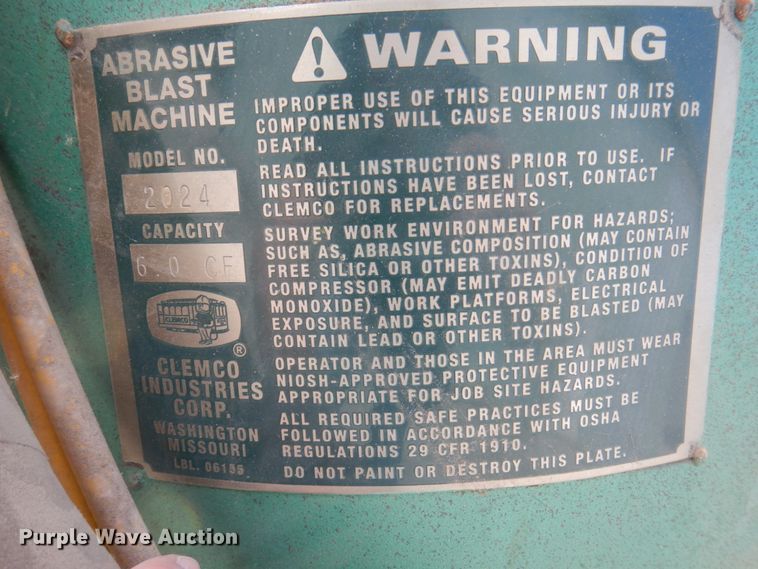 ABRASIVE
BLAST
MACHINE
MODEL NO.
2024
CAPACITY
6.0 CF
CLEMCO
®
CLEMCO
INDUSTRIES
CORP.
WASHINGTON
MISSOURI
LBL. 06155
WARNING
IMPROPER USE OF THIS EQUIPMENT OR ITS
COMPONENTS WILL CAUSE SERIOUS INJURY OR
DEATH.
READ ALL INSTRUCTIONS PRIOR TO USE. IF
INSTRUCTIONS HAVE BEEN LOST, CONTACT
CLEMCO FOR REPLACEMENTS.
SURVEY WORK ENVIRONMENT FOR HAZARDS;
SUCH AS, ABRASIVE COMPOSITION (MAY CONTAIN
FREE SILICA OR OTHER TOXINS), CONDITION OF
COMPRESSOR (MAY EMIT DEADLY CARBON
MONOXIDE), WORK PLATFORMS, ELECTRICAL
EXPOSURE, AND SURFACE TO BE BLASTED (MAY
CONTAIN LEAD OR OTHER TOXINS).
OPERATOR AND THOSE IN THE AREA MUST WEAR
NIOSH-APPROVED PROTECTIVE EQUIPMENT
APPROPRIATE FOR JOB SITE HAZARDS.
ALL REQUIRED SAFE PRACTICES MUST BE
FOLLOWED IN ACCORDANCE WITH OSHA
REGULATIONS 29 CFR 1910.
DO NOT PAINT OR DESTROY THIS PLATE.
Purple Wave Auction